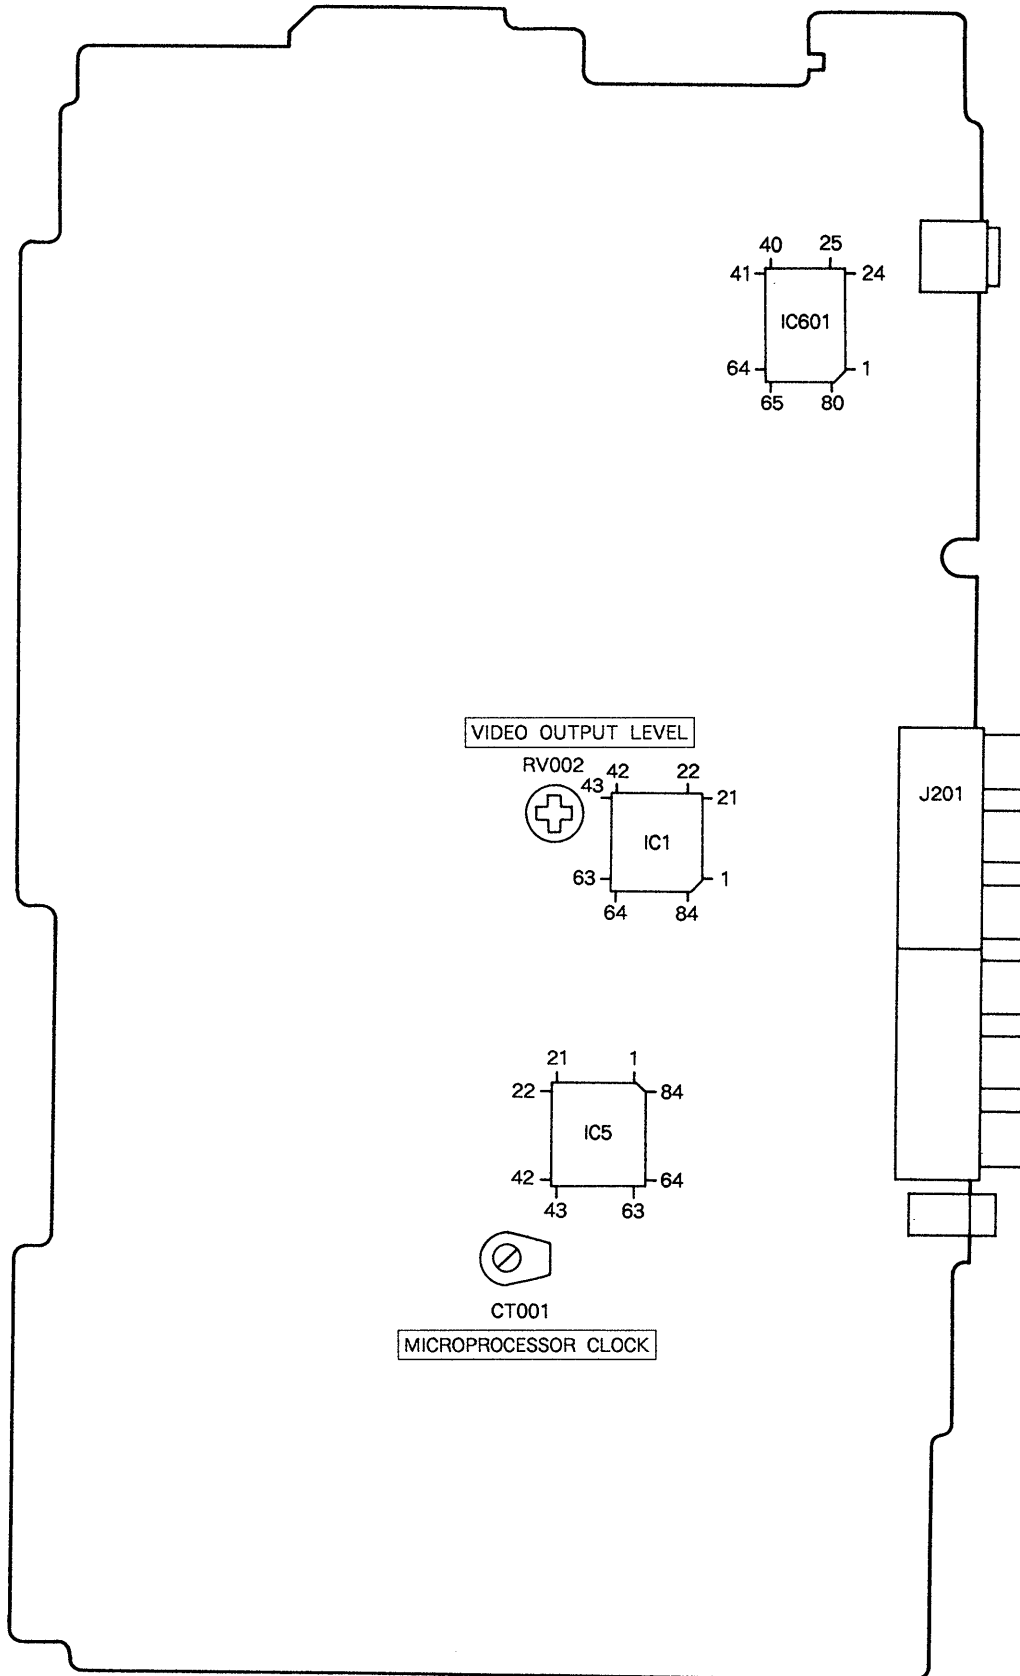 40 25
41 24
IC601
64 1
65 80
VIDEO OUTPUT LEVEL
RV002
43 42 22
21
J201
IC1
63 1
64 84
21 1
22 84
IC5
42 64
43 63
CT001
MICROPROCESSOR CLOCK